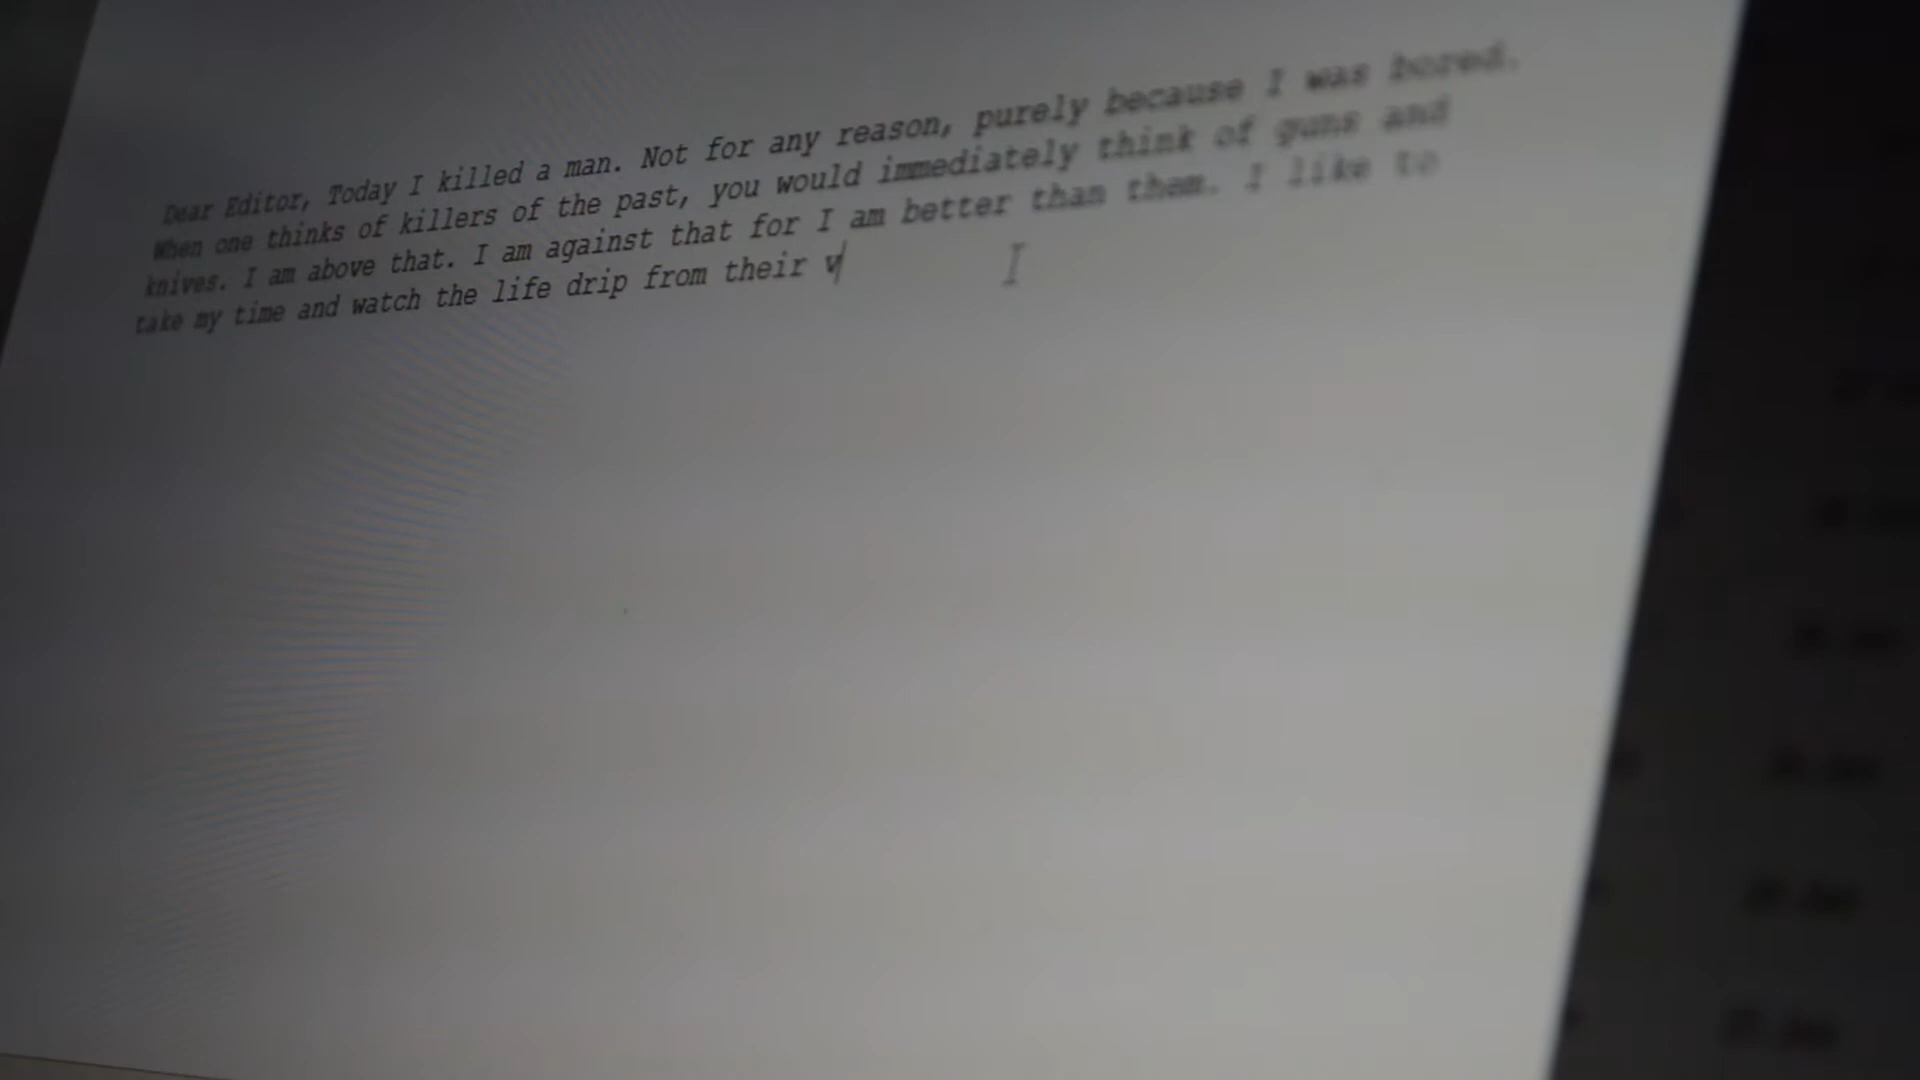 Dear Editor, Today I killed a man. Not for any reason, purely because I was bored.
When one thinks of killers of the past, you would immediately think of guns and
knives. I am above that. I am against that for I am better than them. I like to
take my time and watch the life drip from their v